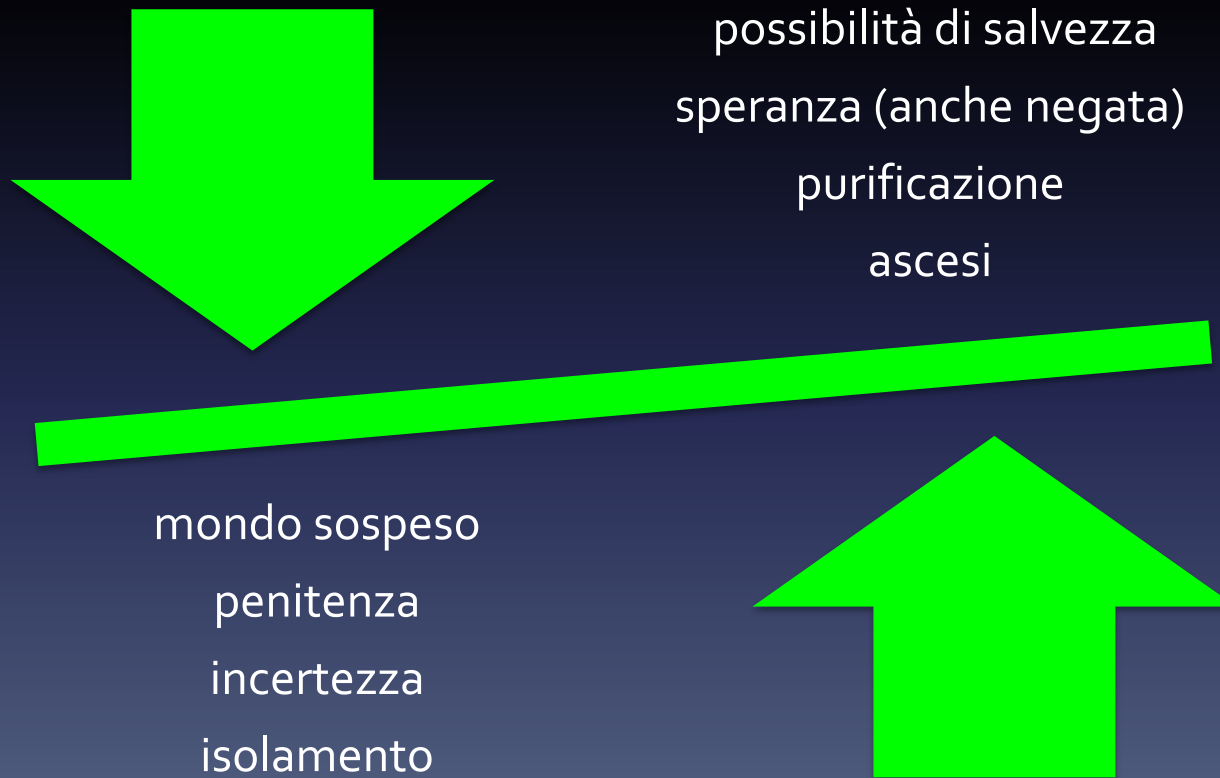 possibilità di salvezza
speranza (anche negata)
purificazione
ascesi
mondo sospeso
penitenza
incertezza
isolamento